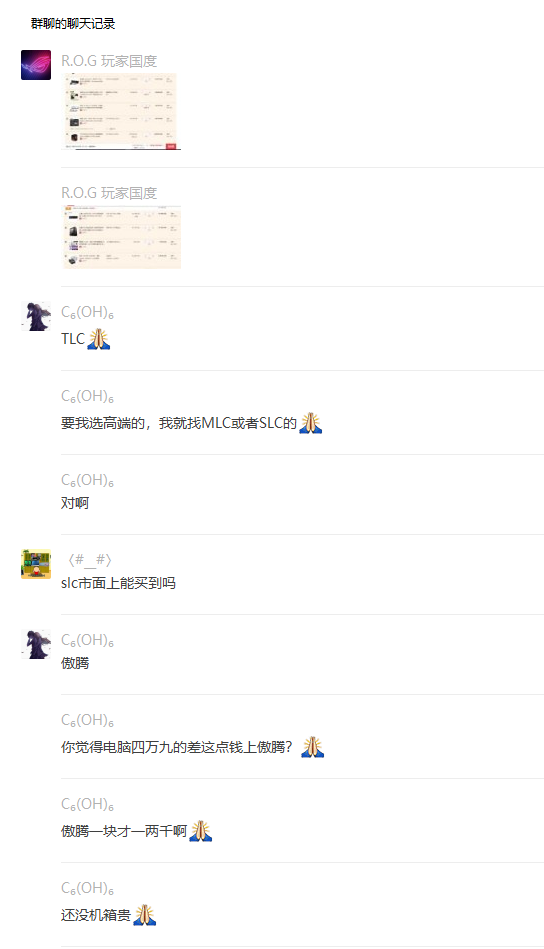 群聊的聊天记录
R.O.G 玩家国度
R.O.G 玩家国度
C₆(OH)₆
TLC
C₆(OH)₆
要我选高端的，我就找MLC或者SLC的
C₆(OH)₆
对啊
〈#__#〉
slc市面上能买到吗
C₆(OH)₆
傲腾
C₆(OH)₆
你觉得电脑四万九的差这点钱上傲腾？
C₆(OH)₆
傲腾一块才一两千啊
C₆(OH)₆
还没机箱贵